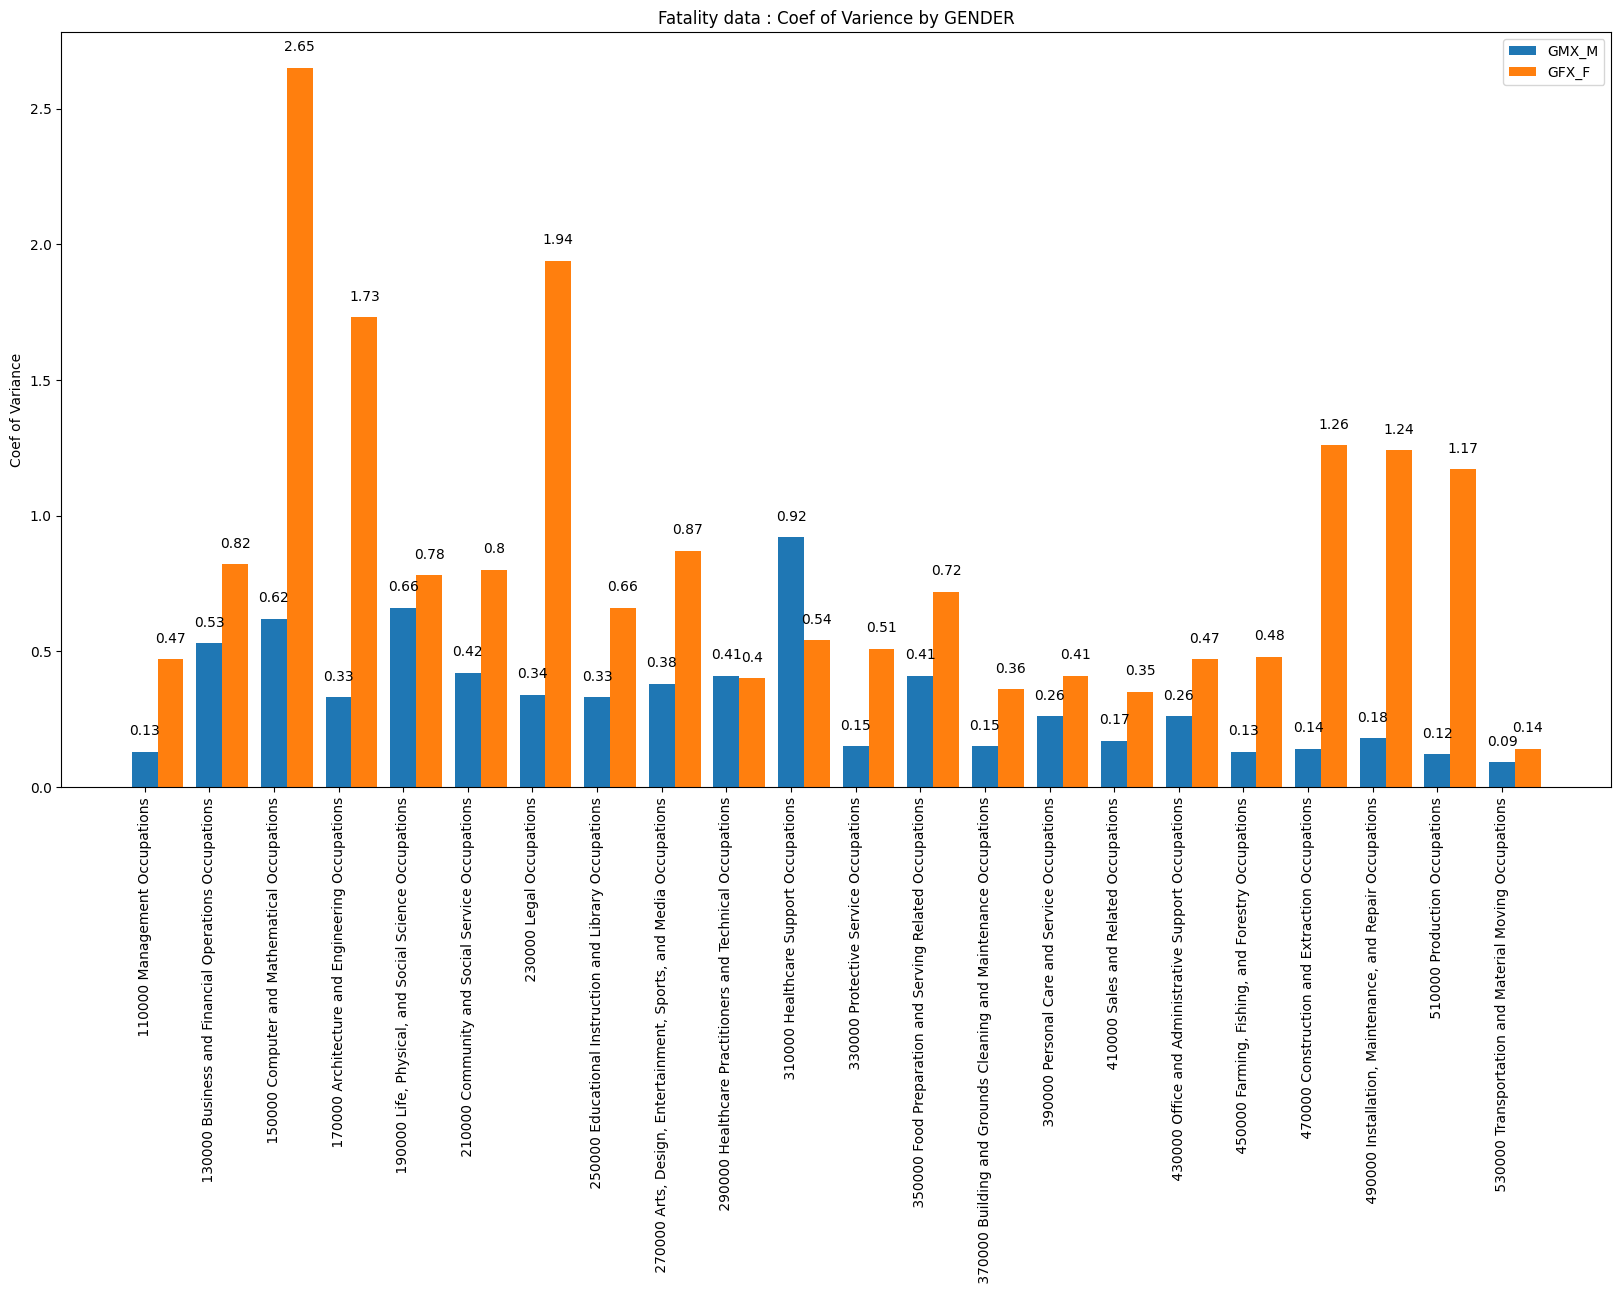 Fatality data : Coef of Varience by GENDER
GMX_M
GFX_F
Coef of Variance
2.5
2.0
1.5
1.0
0.5
0.0
0.13
0.47
0.53
0.82
0.62
2.65
0.33
1.73
0.66
0.78
0.42
0.8
0.34
1.94
0.33
0.66
0.38
0.87
0.41
0.4
0.92
0.54
0.15
0.51
0.41
0.72
0.15
0.36
0.26
0.41
0.17
0.35
0.26
0.47
0.13
0.48
0.14
1.26
0.18
1.24
0.12
1.17
0.09
0.14
110000 Management Occupations
130000 Business and Financial Operations Occupations
150000 Computer and Mathematical Occupations
170000 Architecture and Engineering Occupations
190000 Life, Physical, and Social Science Occupations
210000 Community and Social Service Occupations
230000 Legal Occupations
250000 Educational Instruction and Library Occupations
270000 Arts, Design, Entertainment, Sports, and Media Occupations
290000 Healthcare Practitioners and Technical Occupations
310000 Healthcare Support Occupations
330000 Protective Service Occupations
350000 Food Preparation and Serving Related Occupations
370000 Building and Grounds Cleaning and Maintenance Occupations
390000 Personal Care and Service Occupations
410000 Sales and Related Occupations
430000 Office and Administrative Support Occupations
450000 Farming, Fishing, and Forestry Occupations
470000 Construction and Extraction Occupations
490000 Installation, Maintenance, and Repair Occupations
510000 Production Occupations
530000 Transportation and Material Moving Occupations